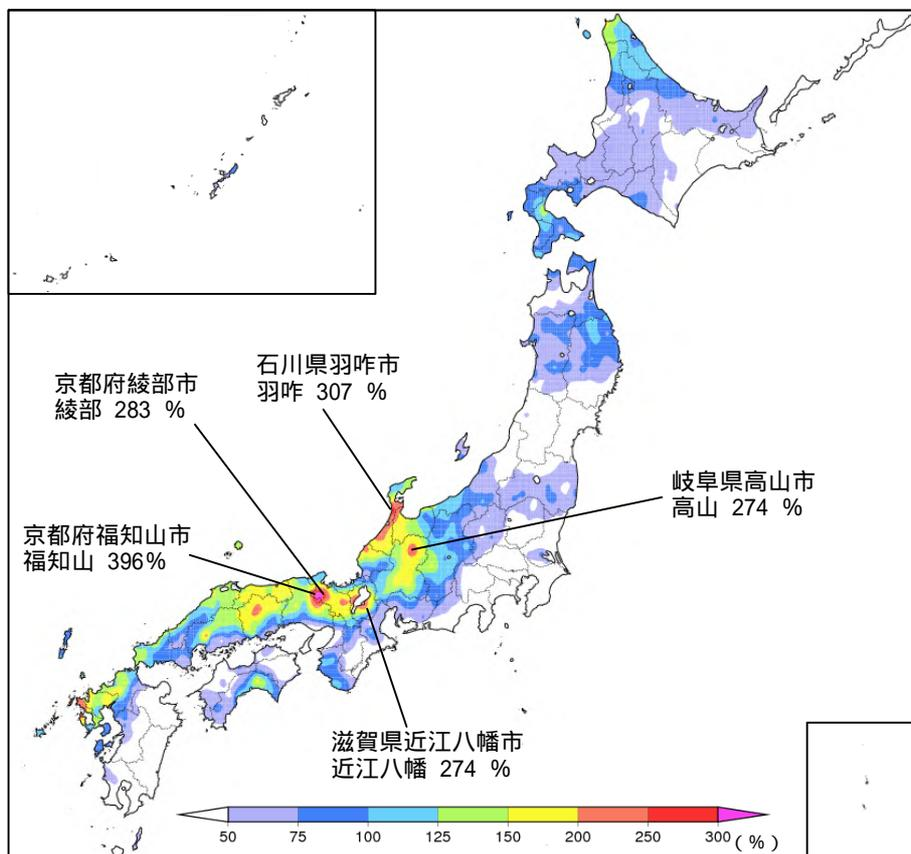 石川県羽咋市
羽咋 307 %
京都府綾部市
綾部 283 %
岐阜県高山市
高山 274 %
京都府福知山市
福知山 396%
滋賀県近江八幡市
近江八幡 274 %
50 75 100 125 150 200 250 300 (%)